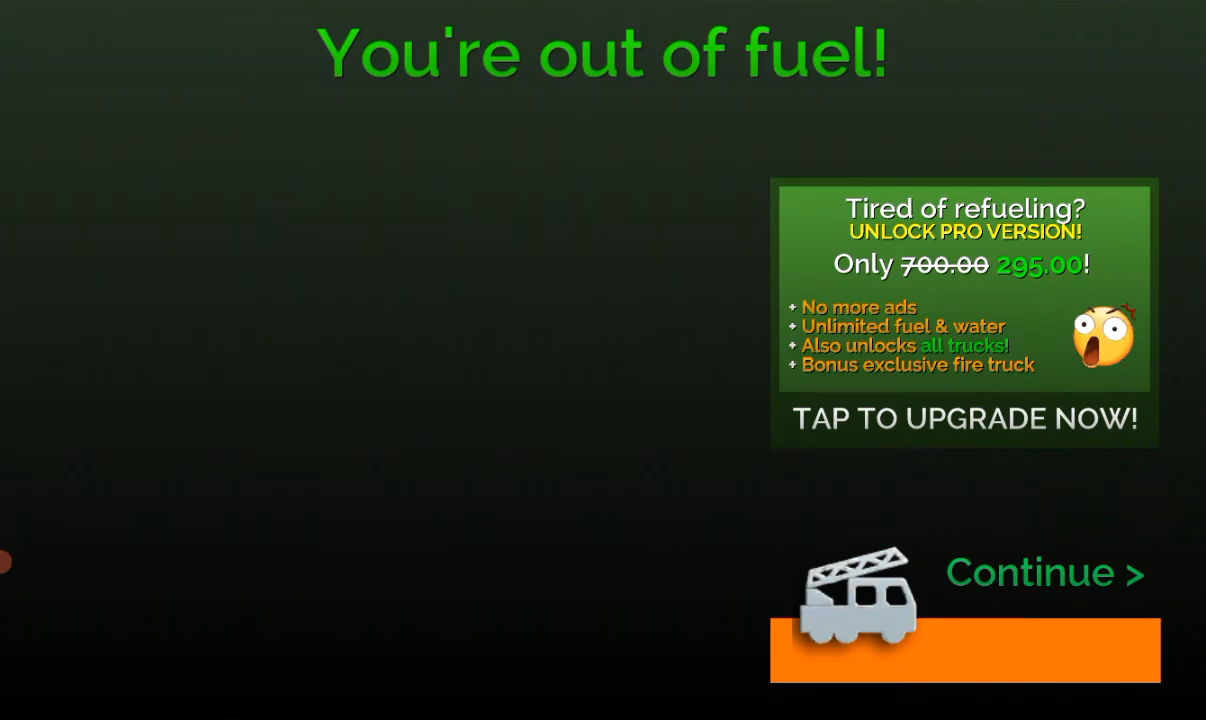 You're out of fuel!
Tired of refueling?
UNLOCK PRO VERSION!
Only 700.00 295.00!
+ No more ads
+ Unlimited fuel & water
+ Also unlocks all trucks!
+ Bonus exclusive fire truck
TAP TO UPGRADE NOW!
Continue >